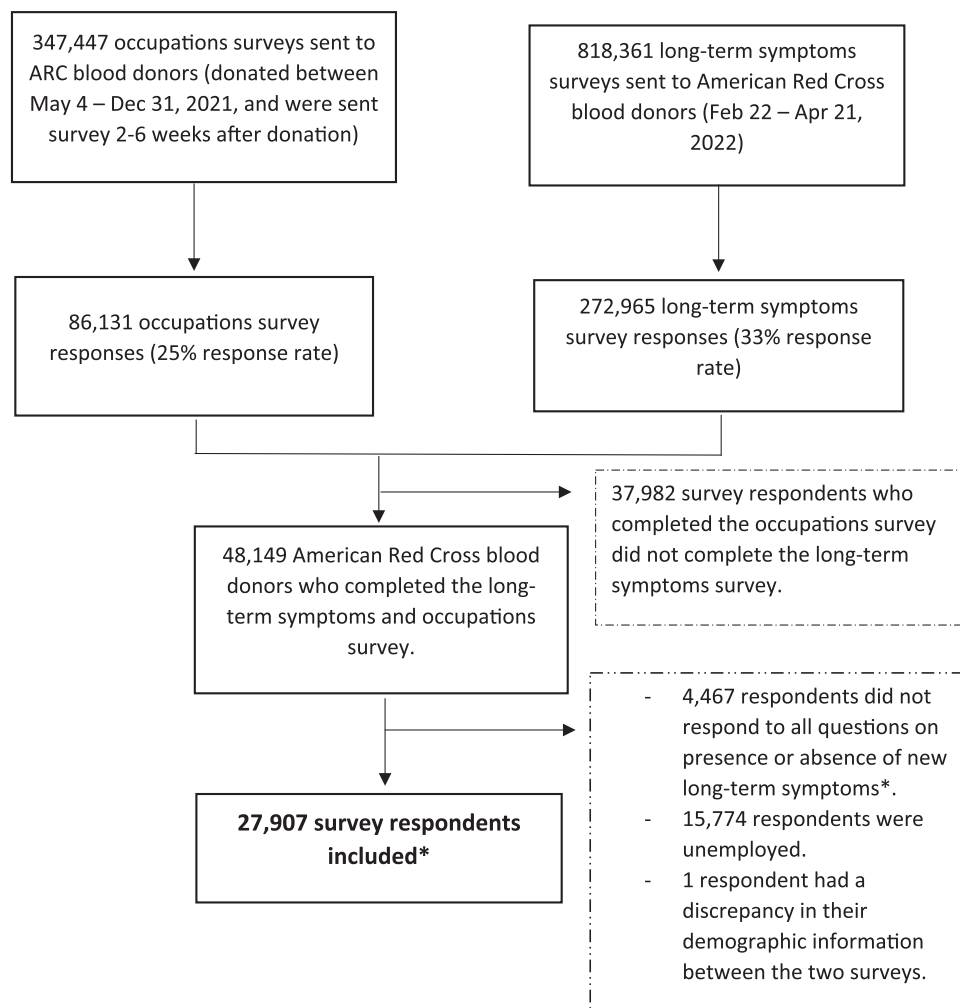 347,447 occupations surveys sent to
ARC blood donors (donated between
May 4 – Dec 31, 2021, and were sent
survey 2-6 weeks after donation)
818,361 long-term symptoms
surveys sent to American Red Cross
blood donors (Feb 22 – Apr 21,
2022)
86,131 occupations survey
responses (25% response rate)
272,965 long-term symptoms
survey responses (33% response
rate)
37,982 survey respondents who
completed the occupations survey
did not complete the long-term
symptoms survey.
48,149 American Red Cross blood
donors who completed the long-
term symptoms and occupations
survey.
- 4,467 respondents did not
respond to all questions on
presence or absence of new
long-term symptoms*.
- 15,774 respondents were
unemployed.
- 1 respondent had a
discrepancy in their
demographic information
between the two surveys.
27,907 survey respondents
included*